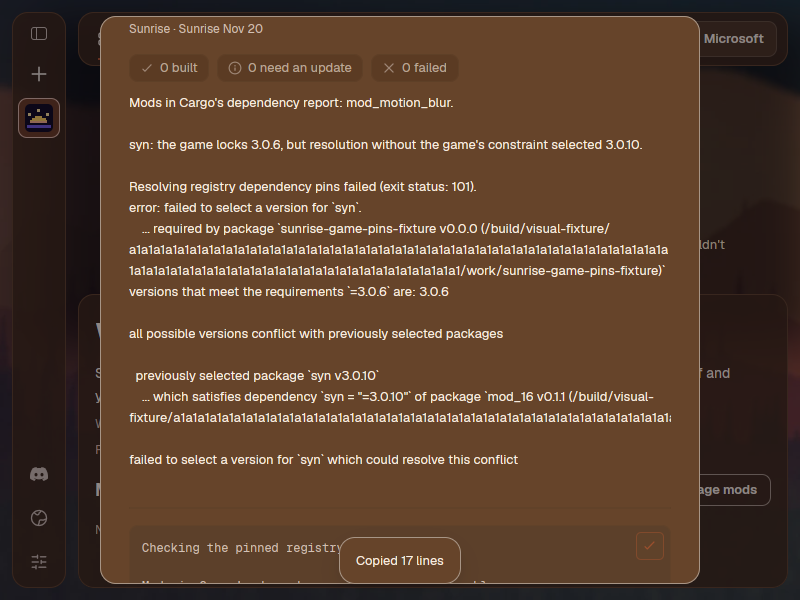 Sunrise · Sunrise Nov 20
Microsoft
0 built
0 need an update
0 failed
Mods in Cargo's dependency report: mod_motion_blur.
syn: the game locks 3.0.6, but resolution without the game's constraint selected 3.0.10.
Resolving registry dependency pins failed (exit status: 101).
error: failed to select a version for `syn`.
... required by package `sunrise-game-pins-fixture v0.0.0 (/build/visual-fixture/
a1a1a1a1a1a1a1a1a1a1a1a1a1a1a1a1a1a1a1a1a1a1a1a1a1a1a1a1a1a1a1a1a1a1a1a1a1a1a1a1a1a1a1a1a
1a1a1a1a1a1a1a1a1a1a1a1a1a1a1a1a1a1a1a1a1a1a1a1a1a1a1/work/sunrise-game-pins-fixture)`
versions that meet the requirements `=3.0.6` are: 3.0.6
ldn't
all possible versions conflict with previously selected packages
previously selected package `syn v3.0.10`
and
... which satisfies dependency `syn = "=3.0.10"` of package `mod_16 v0.1.1 (/build/visual-
fixture/a1a1a1a1a1a1a1a1a1a1a1a1a1a1a1a1a1a1a1a1a1a1a1a1a1a1a1a1a1a1a1a1a1a1a1a1a1a1a1a1a1a
failed to select a version for `syn` which could resolve this conflict
age mods
Checking the pinned registry
Copied 17 lines